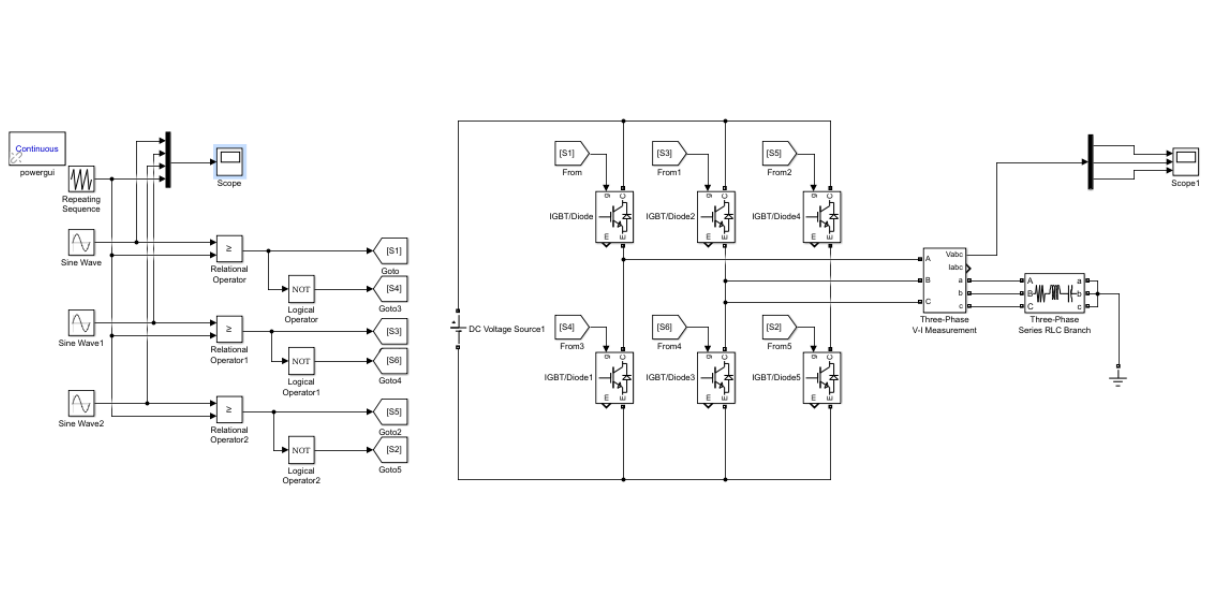 Continuous
powergui
Repeating
Sequence
Scope
Sine Wave
≥
Relational
Operator
[S1]
Goto
NOT
Logical
Operator
[S4]
Goto3
Sine Wave1
≥
Relational
Operator1
[S3]
NOT
Logical
Operator1
[S6]
Goto4
Sine Wave2
≥
Relational
Operator2
[S5]
Goto2
NOT
Logical
Operator2
[S2]
Goto5
DC Voltage Source1
+
[S1]
From
[S3]
From1
[S5]
From2
IGBT/Diode
g C
E E
IGBT/Diode2
g C
E E
IGBT/Diode4
g C
E E
[S4]
From3
[S6]
From4
[S2]
From5
IGBT/Diode1
g C
E E
IGBT/Diode3
g C
E E
IGBT/Diode5
g C
E E
Vabc
A
Iabc
a
B
b
C
c
Three-Phase
V-I Measurement
A a
B b
C c
Three-Phase
Series RLC Branch
Scope1